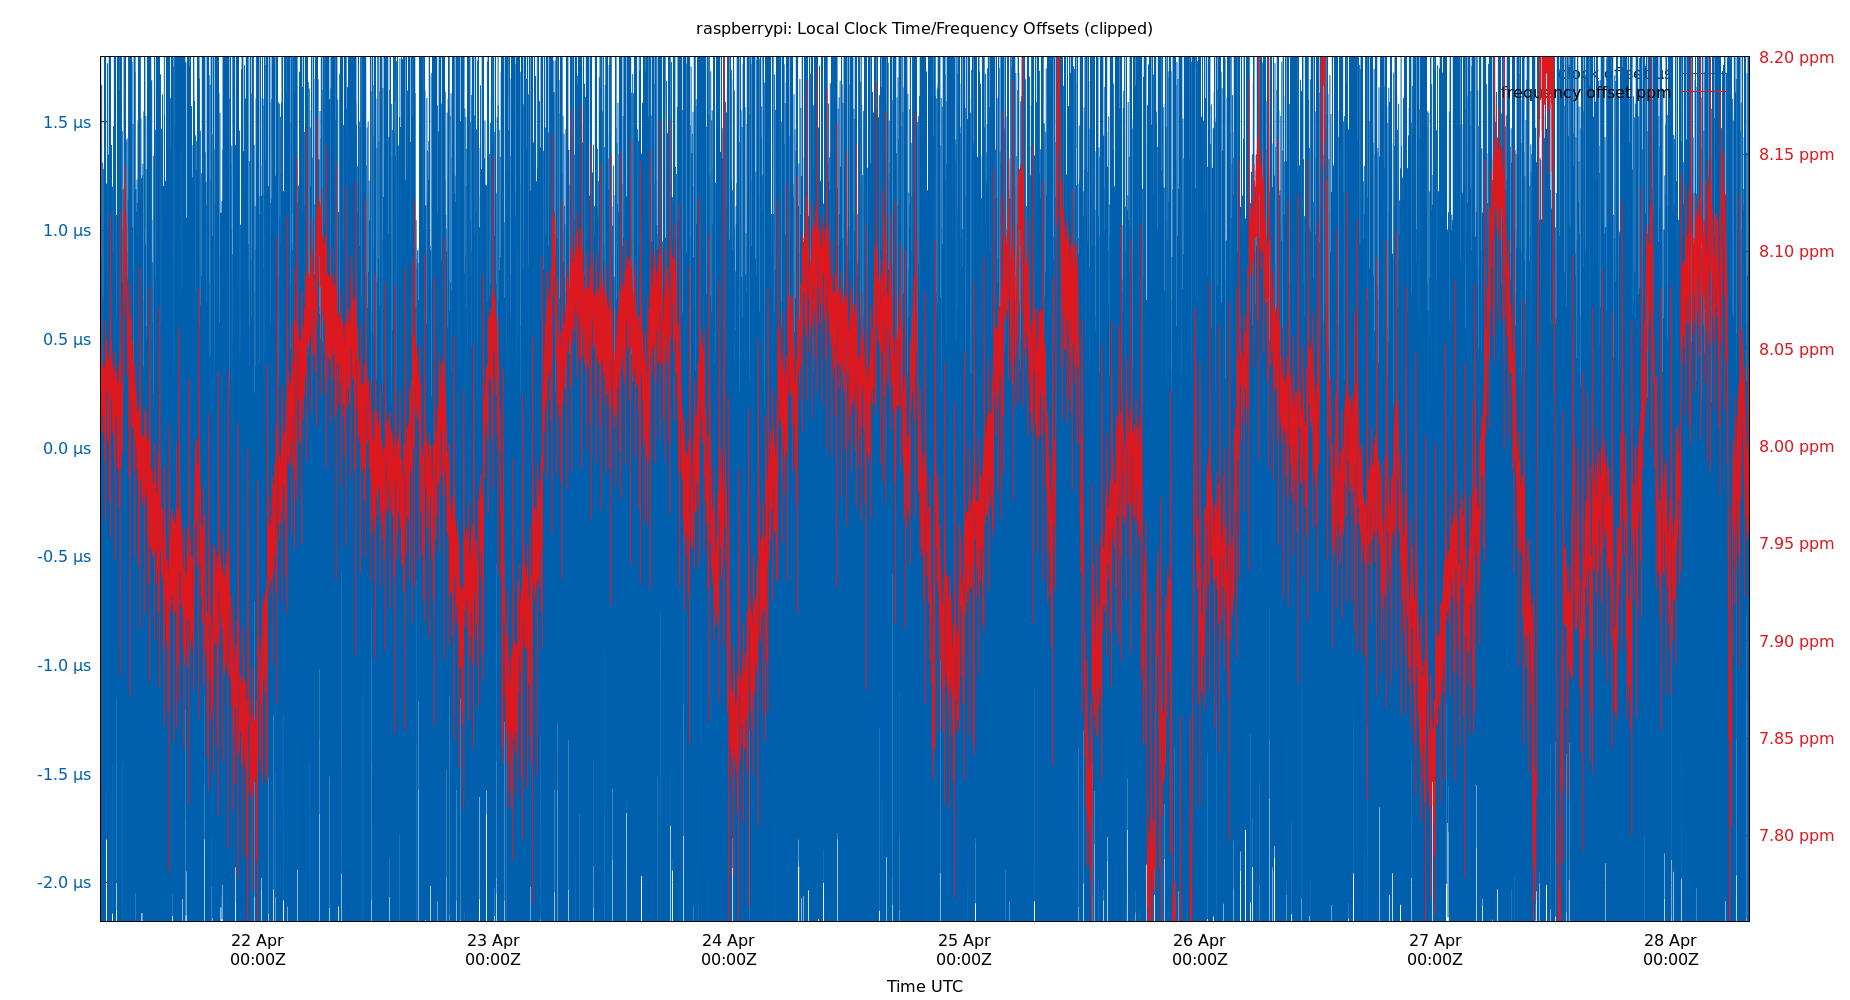 raspberrypi: Local Clock Time/Frequency Offsets (clipped)
8.20 ppm
clock offset µs
frequency offset ppm
1.5 µs
8.15 ppm
1.0 µs
8.10 ppm
0.5 µs
8.05 ppm
0.0 µs
8.00 ppm
-0.5 µs
7.95 ppm
-1.0 µs
7.90 ppm
-1.5 µs
7.85 ppm
-2.0 µs
7.80 ppm
22 Apr 23 Apr 24 Apr 25 Apr 26 Apr 27 Apr 28 Apr
00:00Z 00:00Z 00:00Z 00:00Z 00:00Z 00:00Z 00:00Z
Time UTC